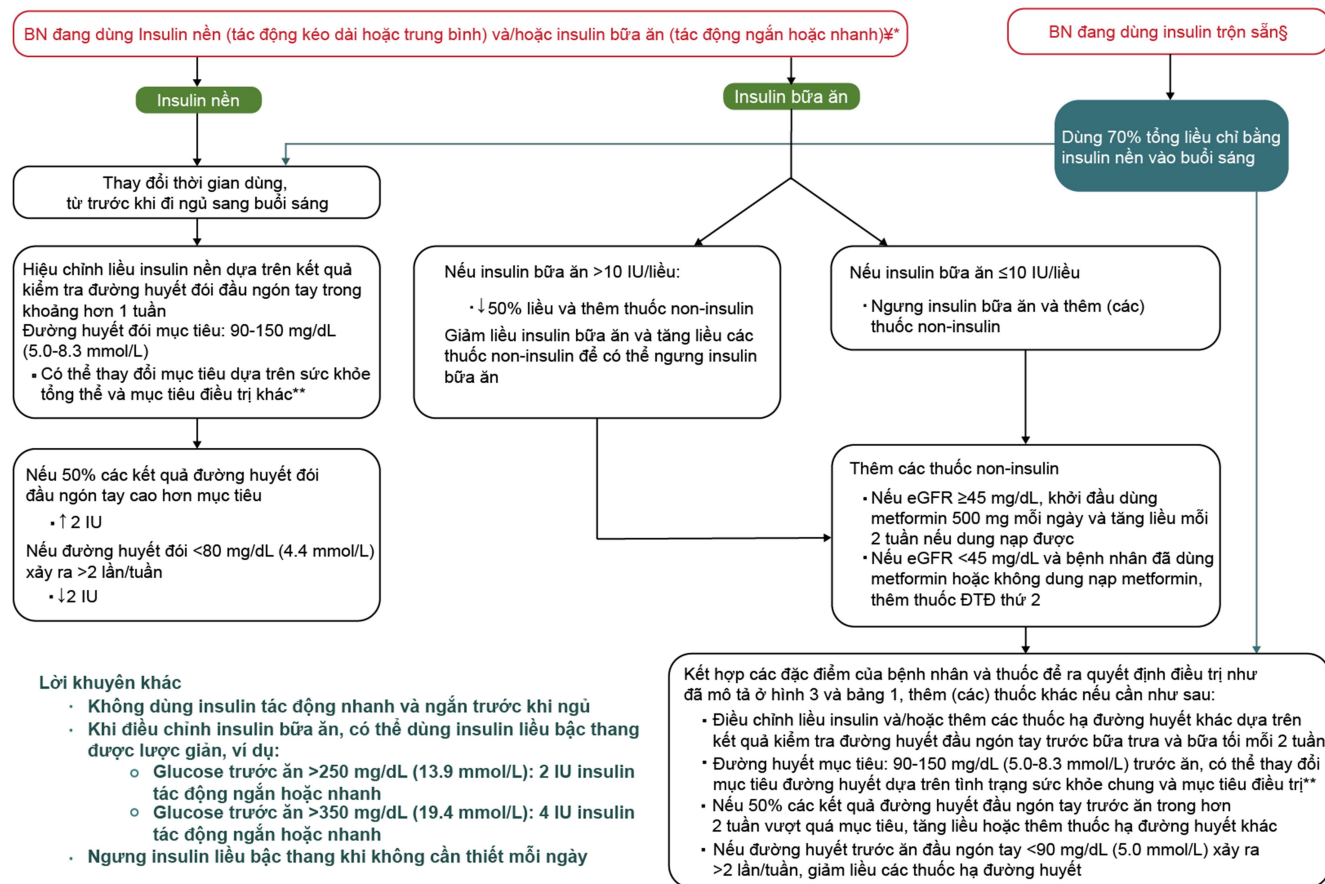 BN đang dùng Insulin nền (tác động kéo dài hoặc trung bình) và/hoặc insulin bữa ăn (tác động ngắn hoặc nhanh)¥*
BN đang dùng insulin trộn sẵn§
Insulin nền
Insulin bữa ăn
Dùng 70% tổng liều chỉ bằng
insulin nền vào buổi sáng
Thay đổi thời gian dùng,
từ trước khi đi ngủ sang buổi sáng
Hiệu chỉnh liều insulin nền dựa trên kết quả
kiểm tra đường huyết đói đầu ngón tay trong
khoảng hơn 1 tuần
Đường huyết đói mục tiêu: 90-150 mg/dL
(5.0-8.3 mmol/L)
▪ Có thể thay đổi mục tiêu dựa trên sức khỏe
tổng thể và mục tiêu điều trị khác**
Nếu 50% các kết quả đường huyết đói
đầu ngón tay cao hơn mục tiêu
▪ ↑ 2 IU
Nếu đường huyết đói <80 mg/dL (4.4 mmol/L)
xảy ra >2 lần/tuần
▪ ↓2 IU
Nếu insulin bữa ăn >10 IU/liều:
▪ ↓50% liều và thêm thuốc non-insulin
Giảm liều insulin bữa ăn và tăng liều các
thuốc non-insulin để có thể ngưng insulin
bữa ăn
Nếu insulin bữa ăn ≤10 IU/liều
▪ Ngưng insulin bữa ăn và thêm (các)
thuốc non-insulin
Thêm các thuốc non-insulin
▪ Nếu eGFR ≥45 mg/dL, khởi đầu dùng
metformin 500 mg mỗi ngày và tăng liều mỗi
2 tuần nếu dung nạp được
▪ Nếu eGFR <45 mg/dL và bệnh nhân đã dùng
metformin hoặc không dung nạp metformin,
thêm thuốc ĐTĐ thứ 2
Kết hợp các đặc điểm của bệnh nhân và thuốc để ra quyết định điều trị như
đã mô tả ở hình 3 và bảng 1, thêm (các) thuốc khác nếu cần như sau:
▪ Điều chỉnh liều insulin và/hoặc thêm các thuốc hạ đường huyết khác dựa trên
kết quả kiểm tra đường huyết đầu ngón tay trước bữa trưa và bữa tối mỗi 2 tuần
▪ Đường huyết mục tiêu: 90-150 mg/dL (5.0-8.3 mmol/L) trước ăn, có thể thay đổi
mục tiêu đường huyết dựa trên tình trạng sức khỏe chung và mục tiêu điều trị**
▪ Nếu 50% các kết quả đường huyết đầu ngón tay trước ăn trong hơn
2 tuần vượt quá mục tiêu, tăng liều hoặc thêm thuốc hạ đường huyết khác
▪ Nếu đường huyết trước ăn đầu ngón tay <90 mg/dL (5.0 mmol/L) xảy ra
>2 lần/tuần, giảm liều các thuốc hạ đường huyết
Lời khuyên khác
· Không dùng insulin tác động nhanh và ngắn trước khi ngủ
· Khi điều chỉnh insulin bữa ăn, có thể dùng insulin liều bậc thang
được lược giản, ví dụ:
o Glucose trước ăn >250 mg/dL (13.9 mmol/L): 2 IU insulin
tác động ngắn hoặc nhanh
o Glucose trước ăn >350 mg/dL (19.4 mmol/L): 4 IU insulin
tác động ngắn hoặc nhanh
· Ngưng insulin liều bậc thang khi không cần thiết mỗi ngày